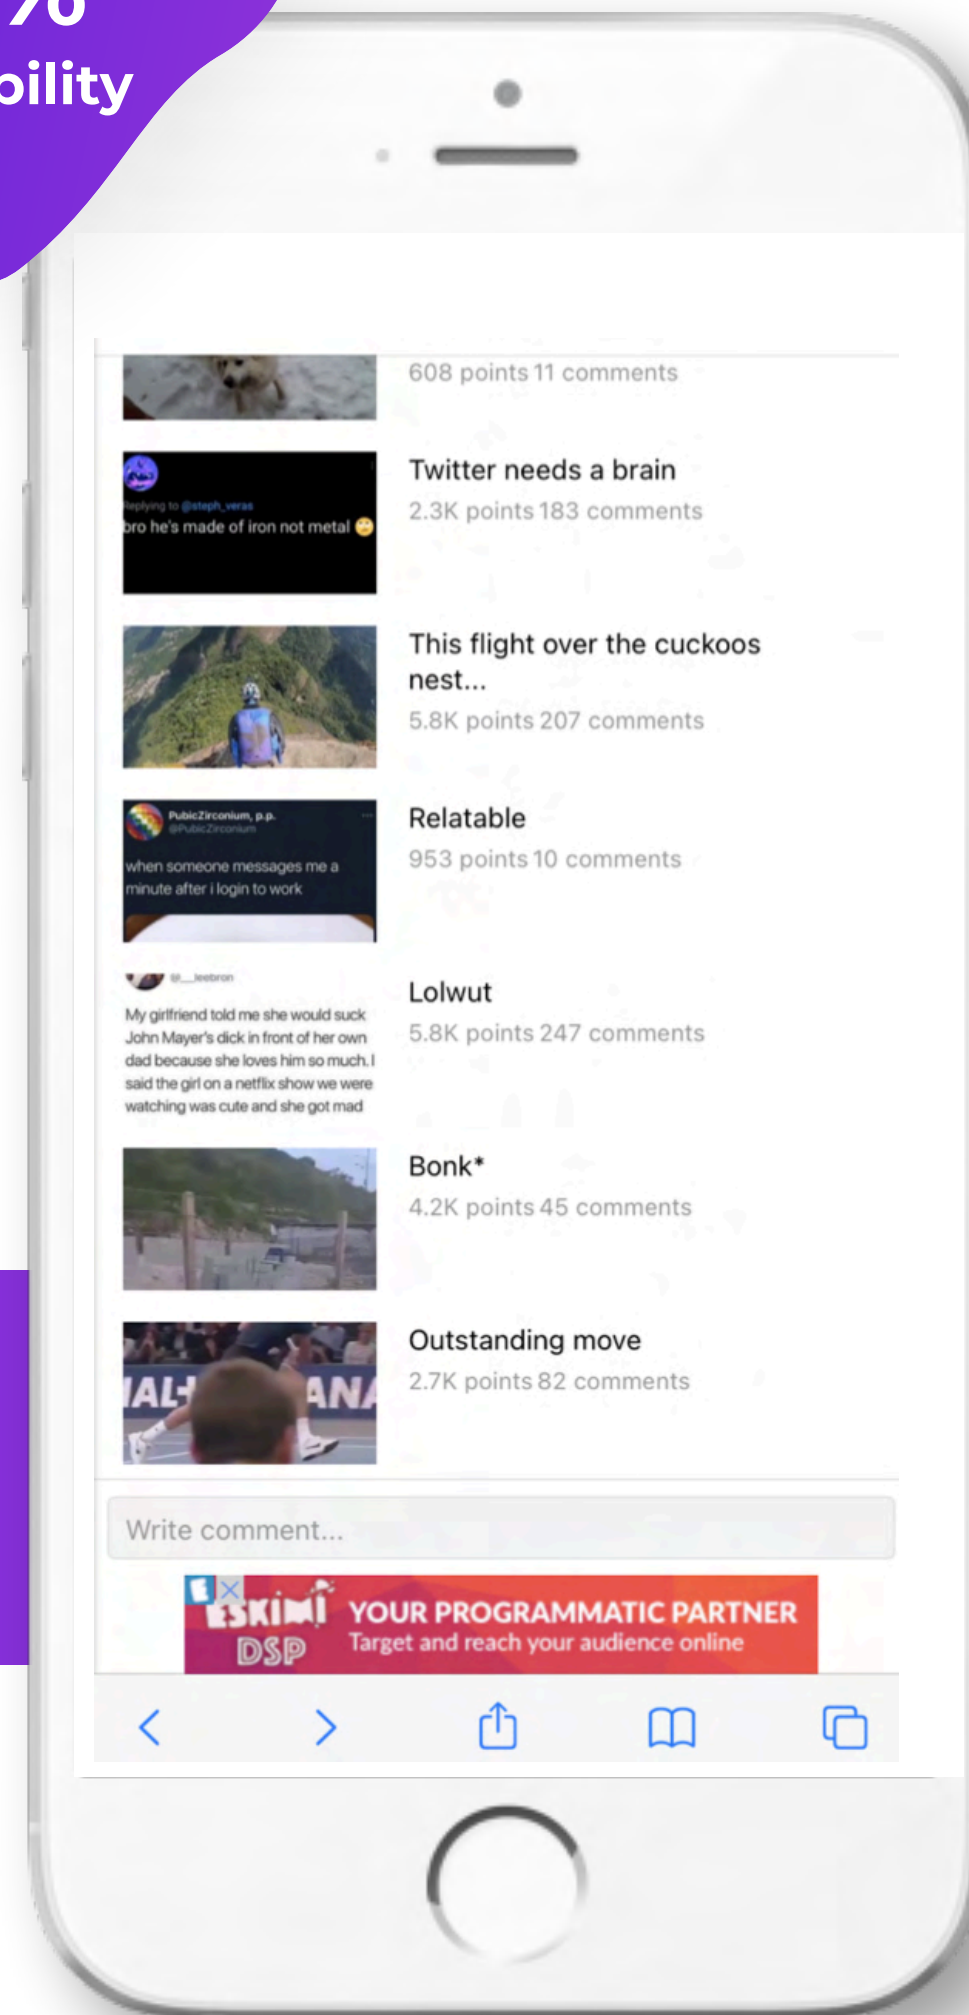 %
bility
608 points 11 comments
Replying to @steph_veras
bro he's made of iron not metal 🙄
Twitter needs a brain
2.3K points 183 comments
This flight over the cuckoos
nest...
5.8K points 207 comments
PubicZirconium, p.p.
@PubicZirconium
when someone messages me a
minute after i login to work
Relatable
953 points 10 comments
@__leebron
My girlfriend told me she would suck
John Mayer's dick in front of her own
dad because she loves him so much. I
said the girl on a netflix show we were
watching was cute and she got mad
Lolwut
5.8K points 247 comments
Bonk*
4.2K points 45 comments
Outstanding move
2.7K points 82 comments
Write comment...
ESKIMI
DSP
YOUR PROGRAMMATIC PARTNER
Target and reach your audience online